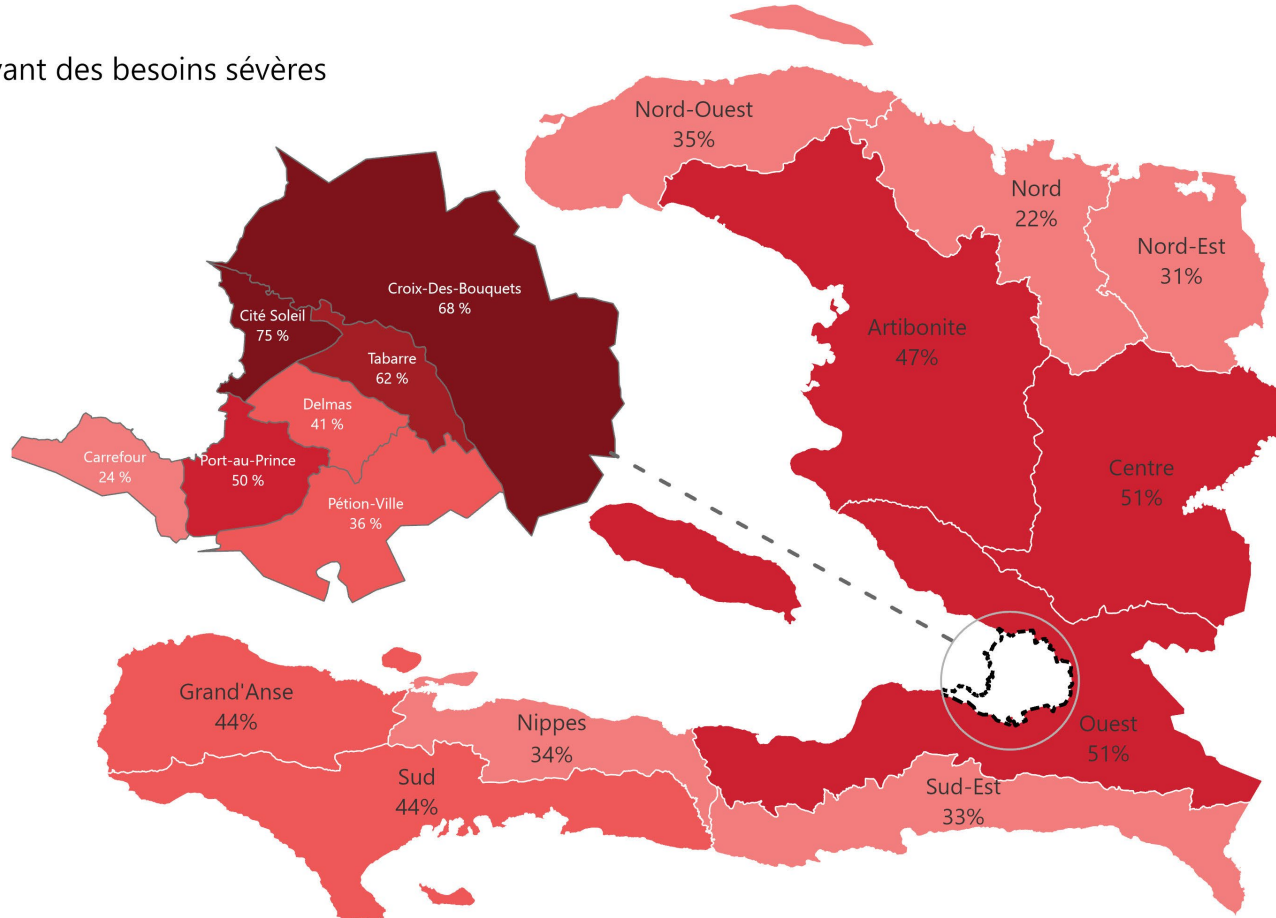 des besoins sévères
Nord-Ouest
35%
Nord
22%
Nord-Est
31%
Croix-Des-Bouquets
68 %
Cité Soleil
75 %
Artibonite
47%
Tabarre
62 %
Delmas
41 %
Carrefour
24 %
Port-au-Prince
50 %
Centre
51%
Pétion-Ville
36 %
Grand'Anse
44%
Nippes
34%
Ouest
51%
Sud
44%
Sud-Est
33%